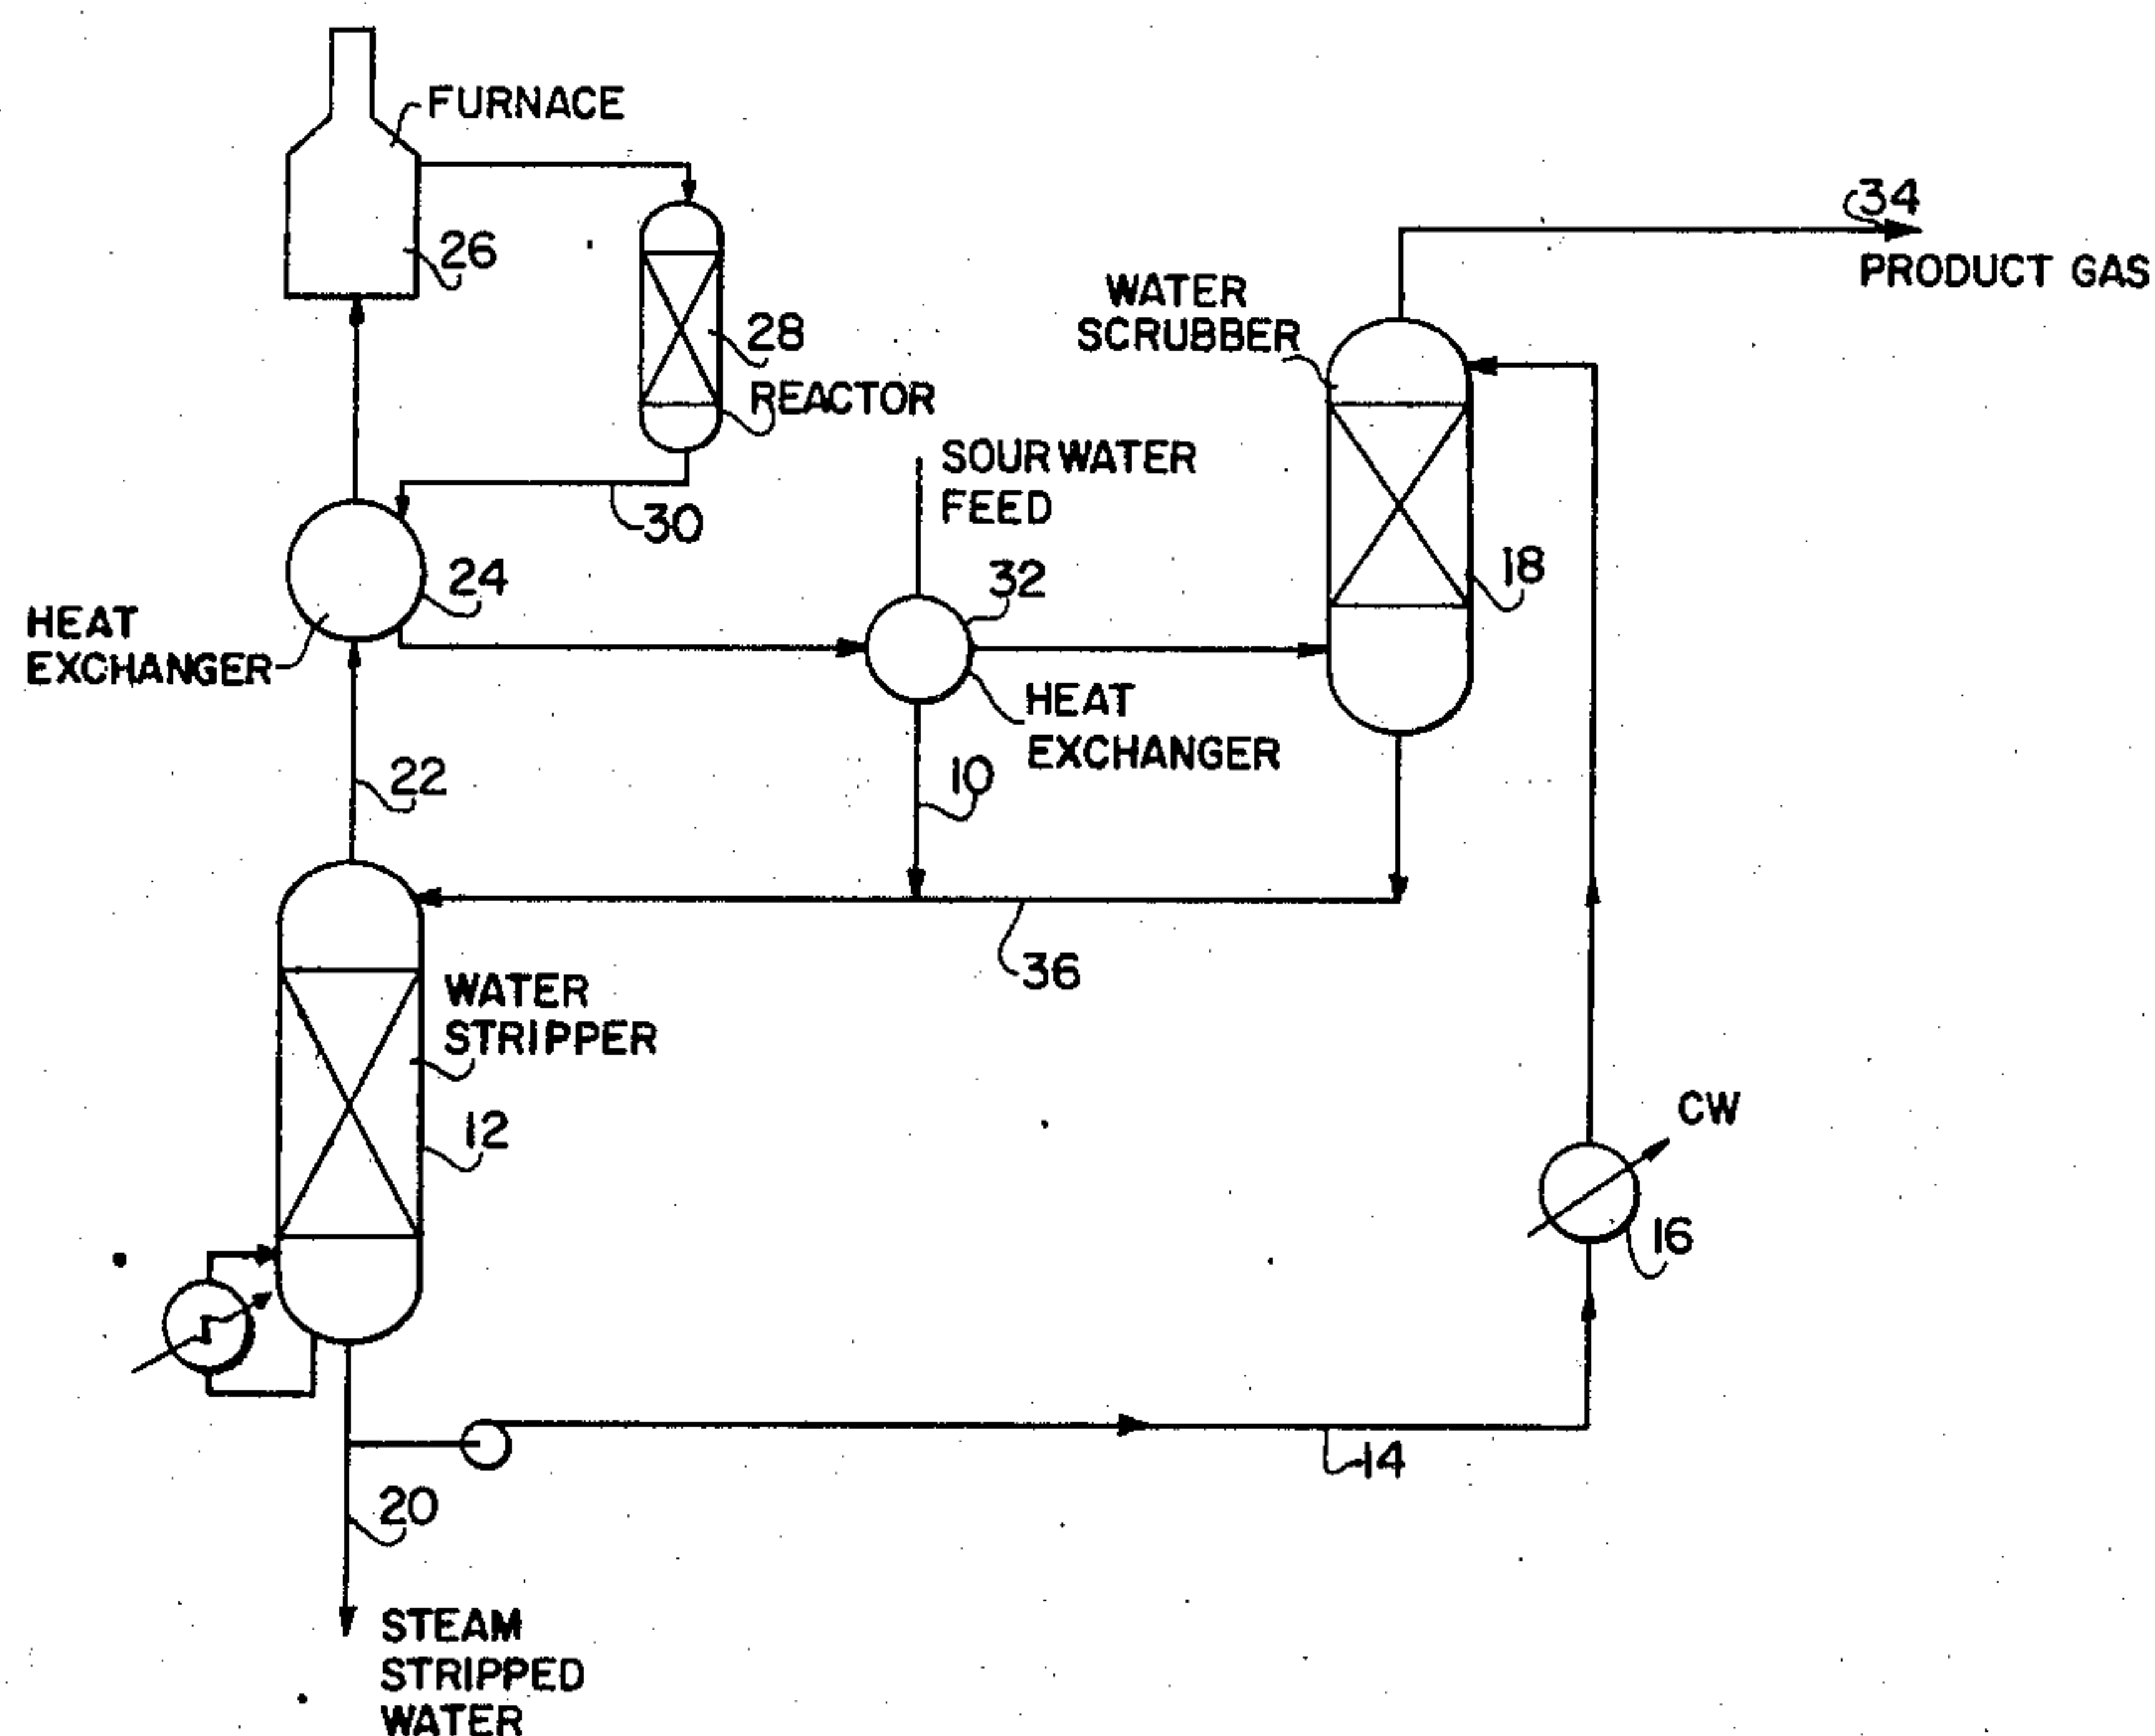 FURNACE
26
28
REACTOR
30
34
PRODUCT GAS
WATER
SCRUBBER
SOUR WATER
FEED
18
24
32
HEAT
EXCHANGER
HEAT
EXCHANGER
22
10
36
WATER
STRIPPER
12
CW
16
14
20
STEAM
STRIPPED
WATER